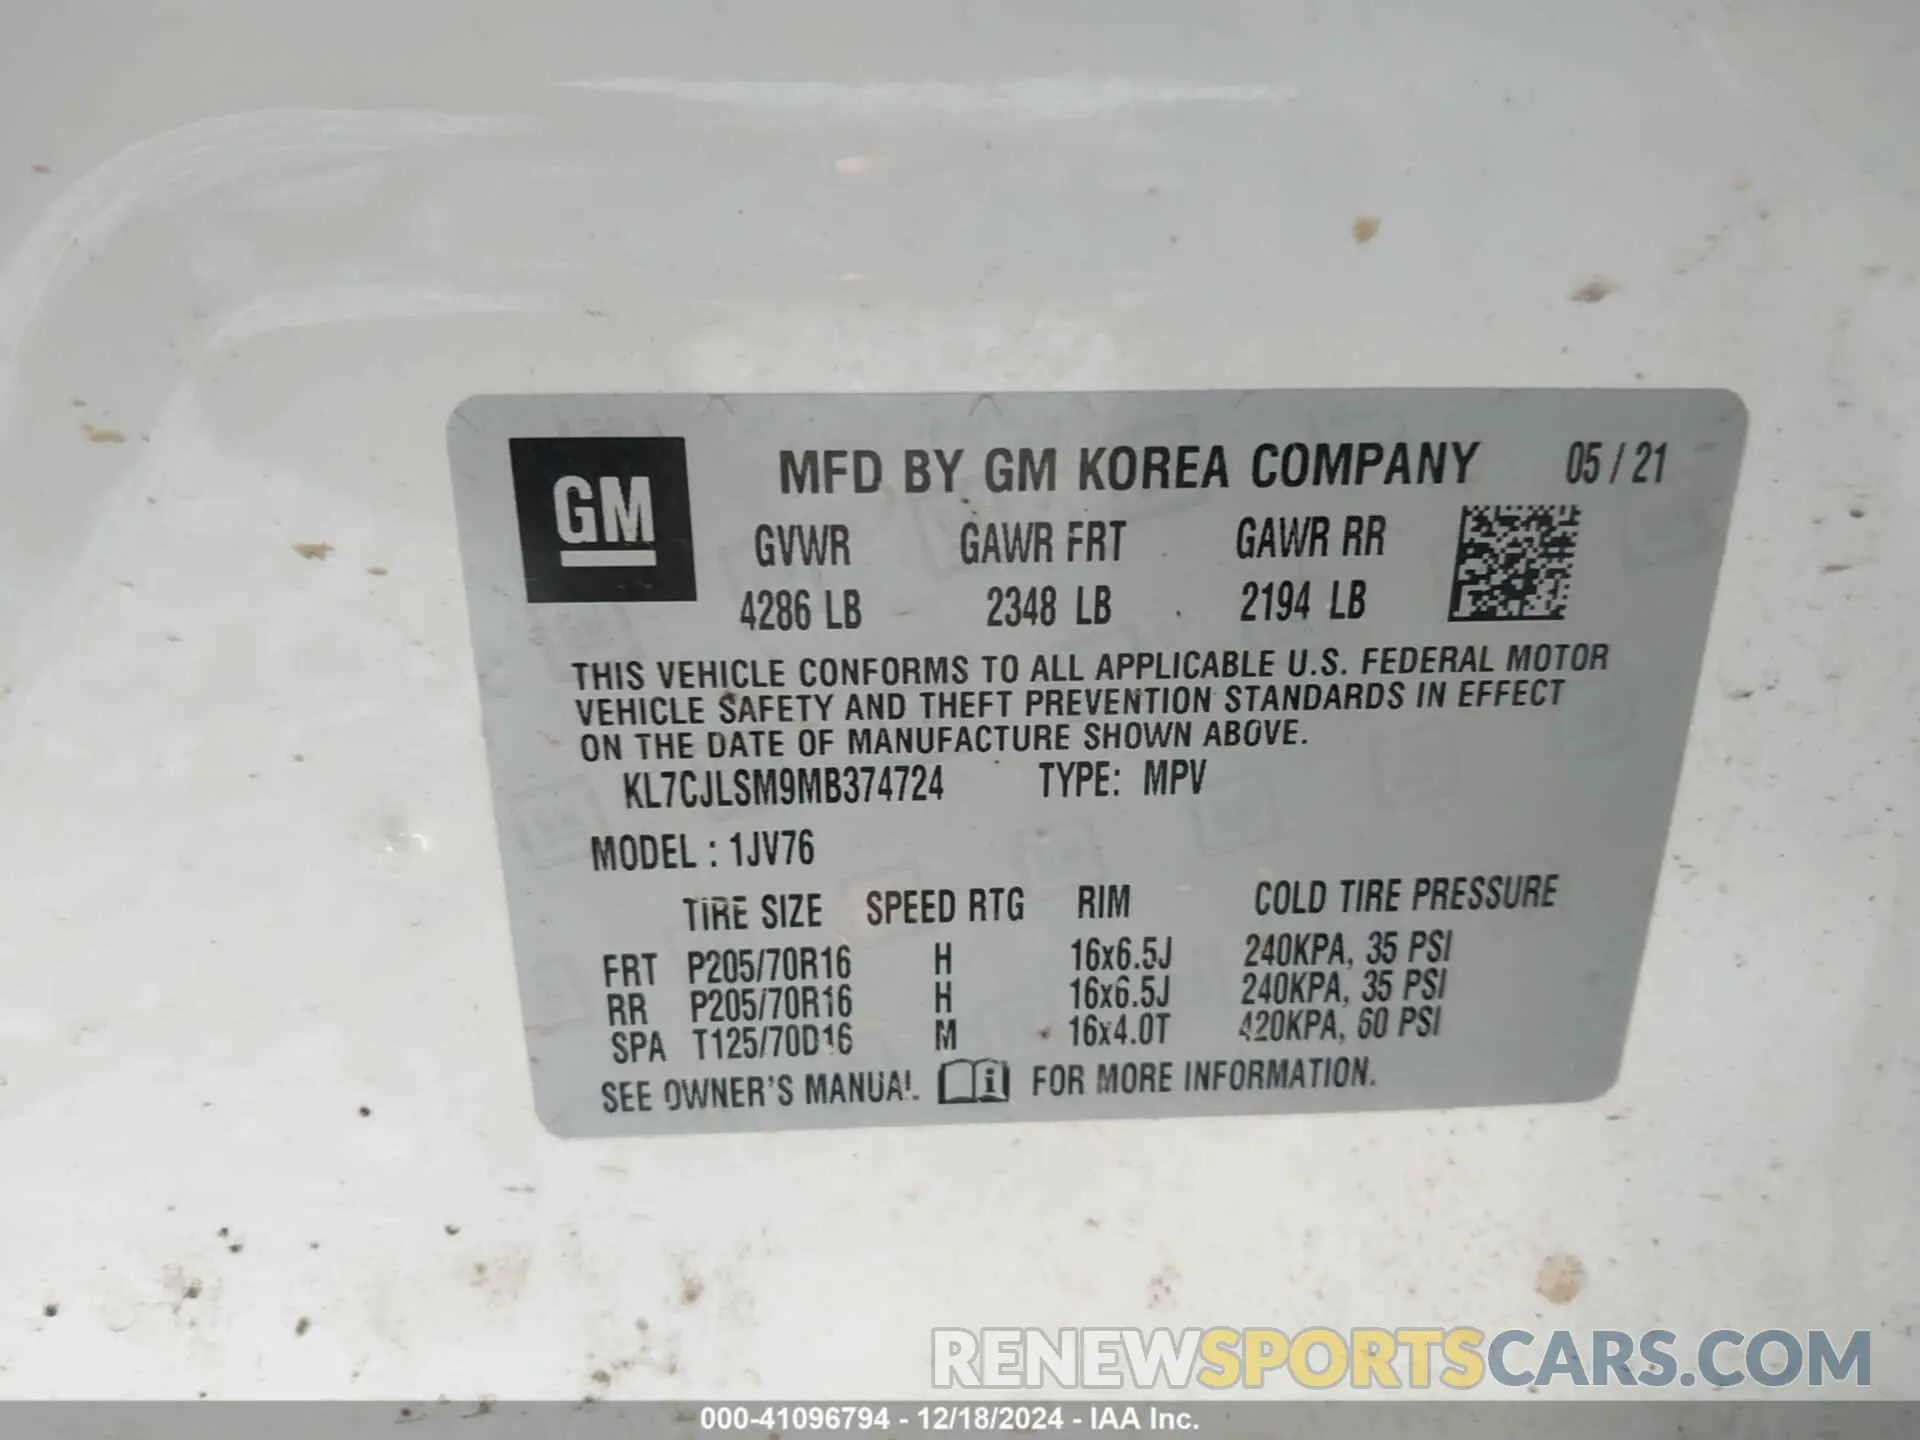 GM
MFD BY GM KOREA COMPANY 05 / 21
GVWR GAWR FRT GAWR RR
4286 LB 2348 LB 2194 LB
THIS VEHICLE CONFORMS TO ALL APPLICABLE U.S. FEDERAL MOTOR
VEHICLE SAFETY AND THEFT PREVENTION STANDARDS IN EFFECT
ON THE DATE OF MANUFACTURE SHOWN ABOVE.
KL7CJLSM9MB374724 TYPE: MPV
MODEL : 1JV76
TIRE SIZE SPEED RTG RIM COLD TIRE PRESSURE
FRT P205/70R16 H 16x6.5J 240KPA, 35 PSI
RR P205/70R16 H 16x6.5J 240KPA, 35 PSI
SPA T125/70D16 M 16x4.0T 420KPA, 60 PSI
SEE OWNER'S MANUAL. FOR MORE INFORMATION.
RENEWSPORTSCARS.COM
000-41096794 - 12/18/2024 - IAA Inc.